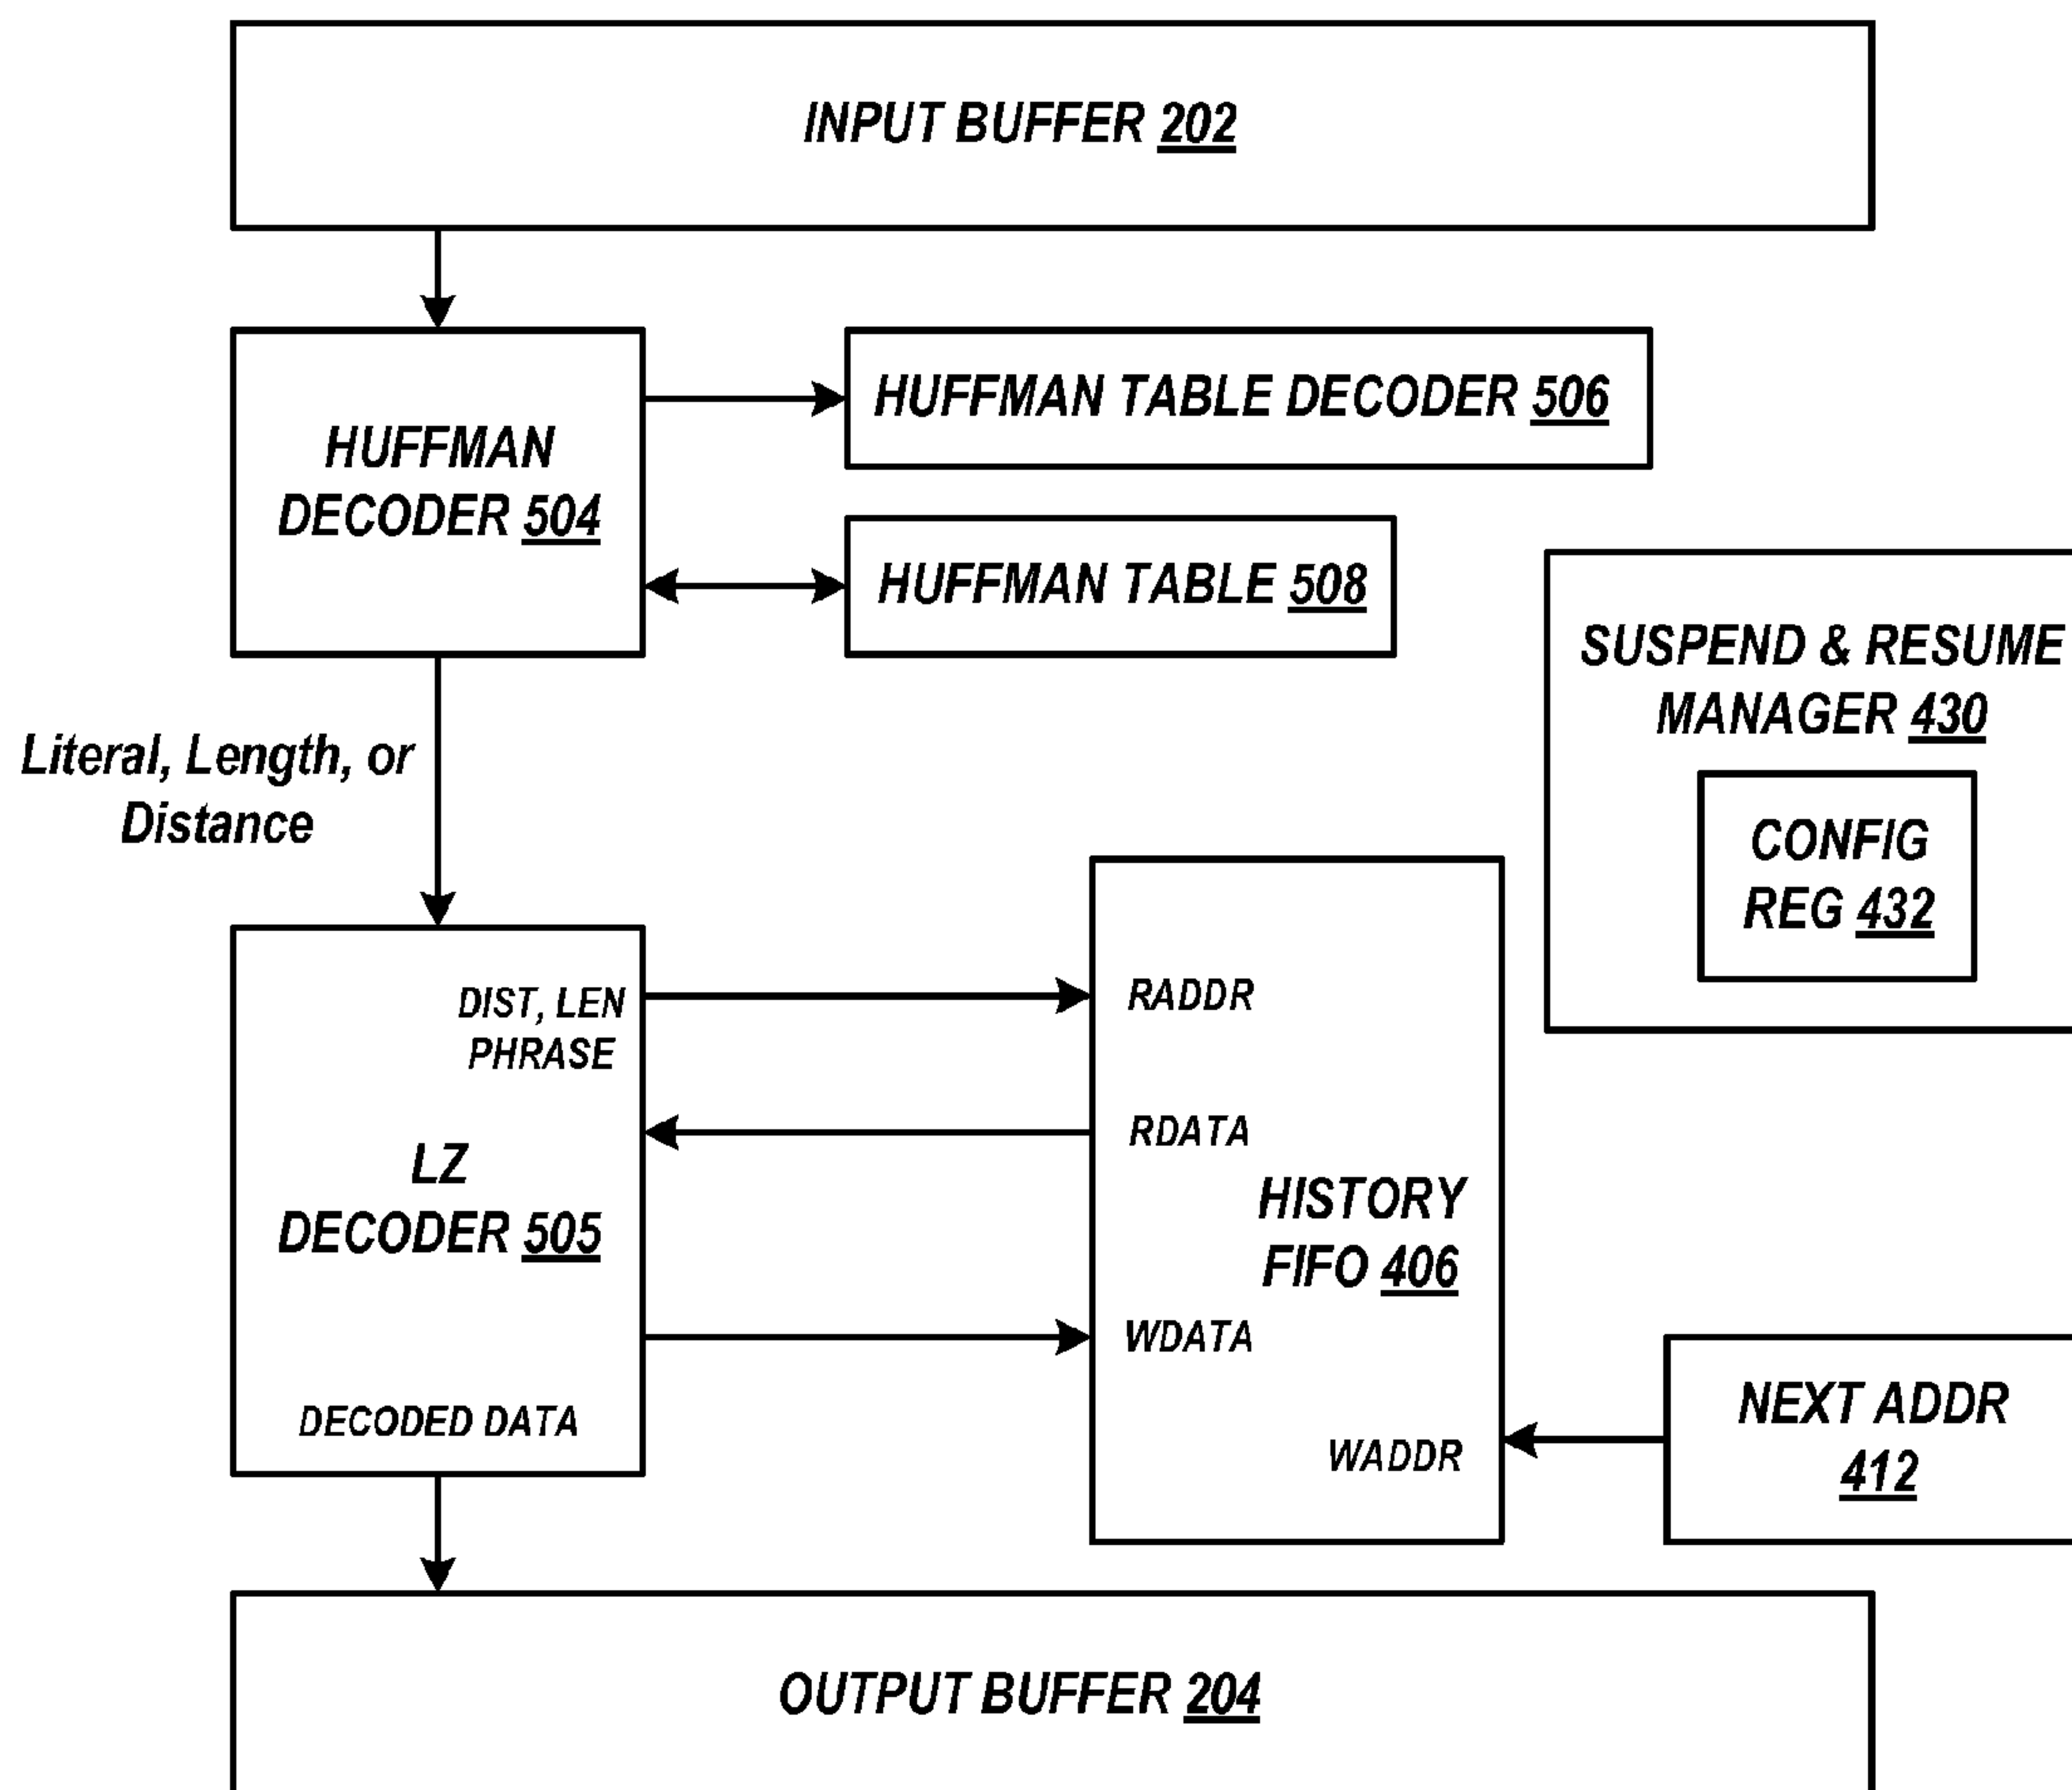 INPUT BUFFER 202
HUFFMAN
DECODER 504
HUFFMAN TABLE DECODER 506
HUFFMAN TABLE 508
SUSPEND & RESUME
MANAGER 430
CONFIG
REG 432
Literal, Length, or
Distance
DIST, LEN
PHRASE
LZ
DECODER 505
DECODED DATA
RADDR
RDATA
HISTORY
FIFO 406
WDATA
WADDR
NEXT ADDR
412
OUTPUT BUFFER 204